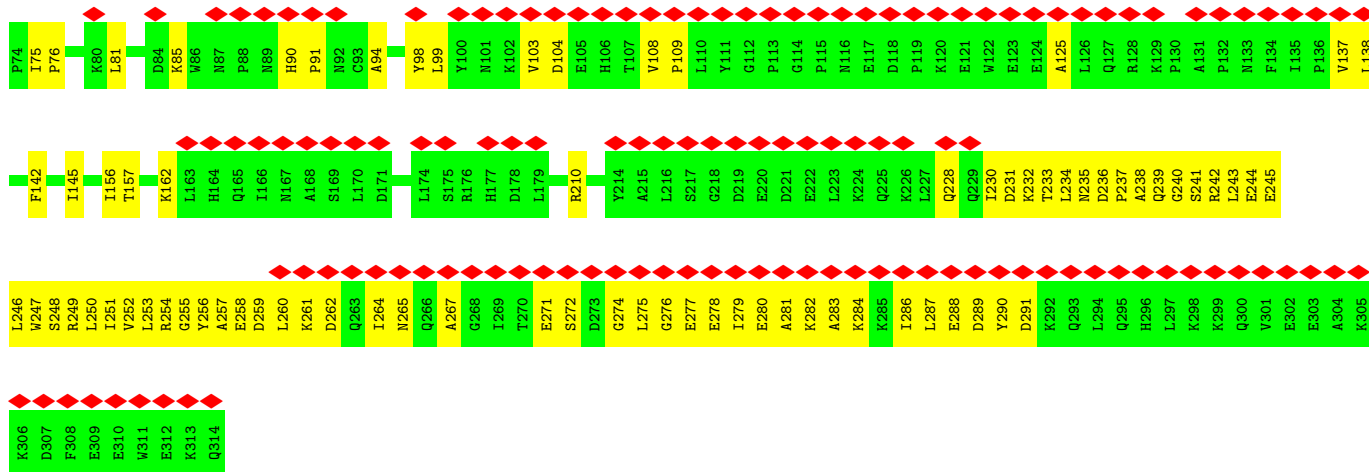 P74 I75 P76 K80 L81 D84 K85 W86 N87 P88 N89 H90 P91 N92 C93 A94 Y98 L99 Y100 N101 K102 V103 D104 E105 H106 T107 V108 P109 L110 Y111 G112 P113 G114 P115 N116 E117 D118 P119 K120 E121 W122 E123 E124 A125 L126 Q127 R128 K129 P130 A131 P132 N133 F134 I135 P136 V137 L138
F142 I145 I156 T157 K162 L163 H164 Q165 I166 N167 A168 S169 L170 D171 L174 S175 R176 H177 D178 L179 R210 Y214 A215 L216 S217 G218 D219 E220 D221 E222 L223 K224 Q225 K226 L227 Q228 Q229 I230 D231 K232 T233 L234 N235 D236 P237 A238 Q239 G240 S241 R242 L243 E244 E245
L246 W247 S248 R249 L250 I251 V252 L253 R254 G255 Y256 A257 E258 D259 L260 K261 D262 Q263 I264 N265 Q266 A267 G268 I269 T270 E271 S272 D273 G274 L275 G276 E277 E278 I279 E280 A281 K282 A283 K284 K285 I286 L287 E288 D289 Y290 D291 K292 Q293 L294 Q295 H296 L297 K298 K299 Q300 V301 E302 E303 A304 K305
K306 D307 F308 E309 E310 W311 E312 K313 Q314